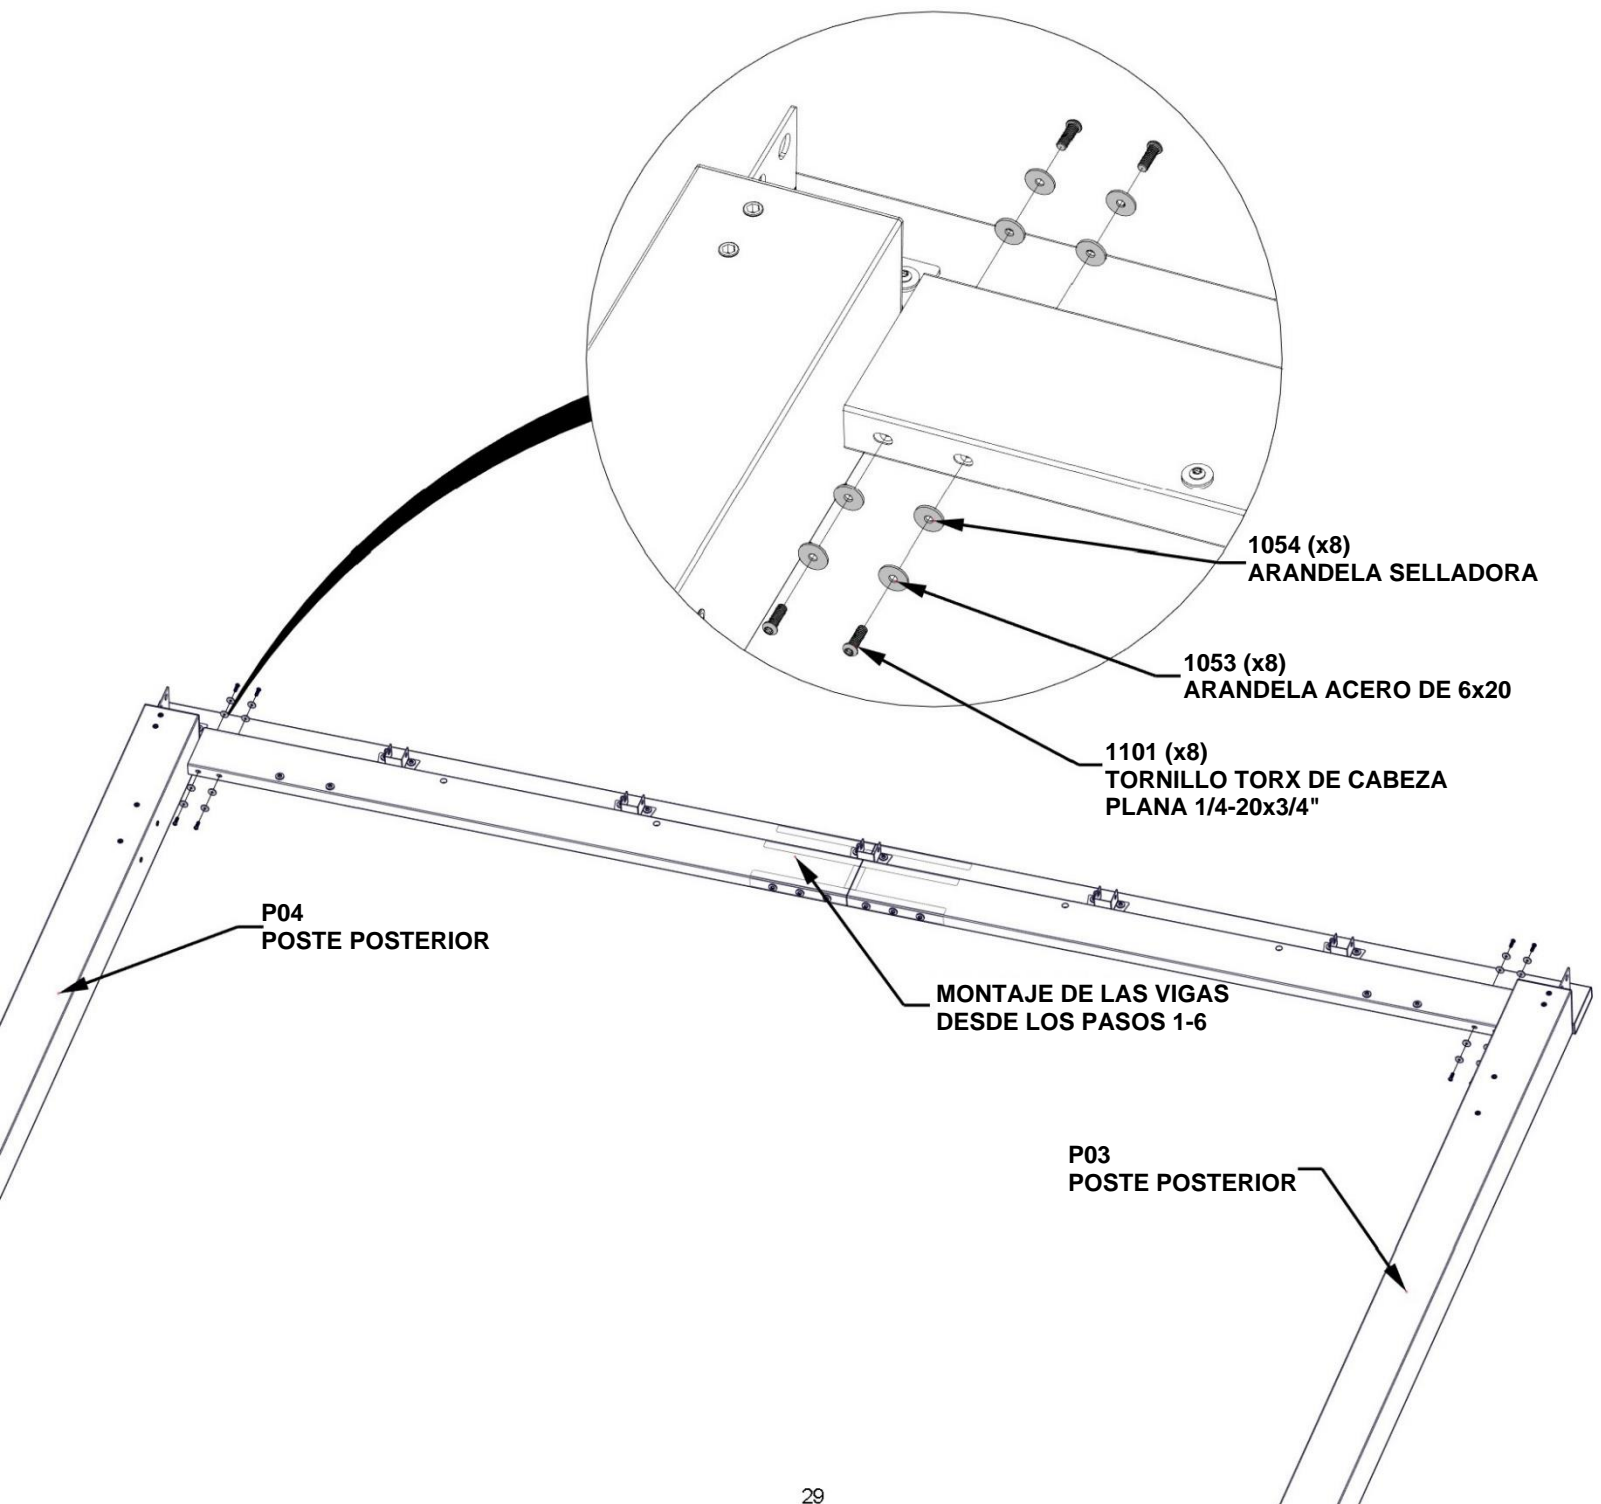 1054 (x8)
ARANDELA SELLADORA
1053 (x8)
ARANDELA ACERO DE 6x20
1101 (x8)
TORNILLO TORX DE CABEZA
PLANA 1/4-20x3/4"
P04
POSTE POSTERIOR
MONTAJE DE LAS VIGAS
DESDE LOS PASOS 1-6
P03
POSTE POSTERIOR
29